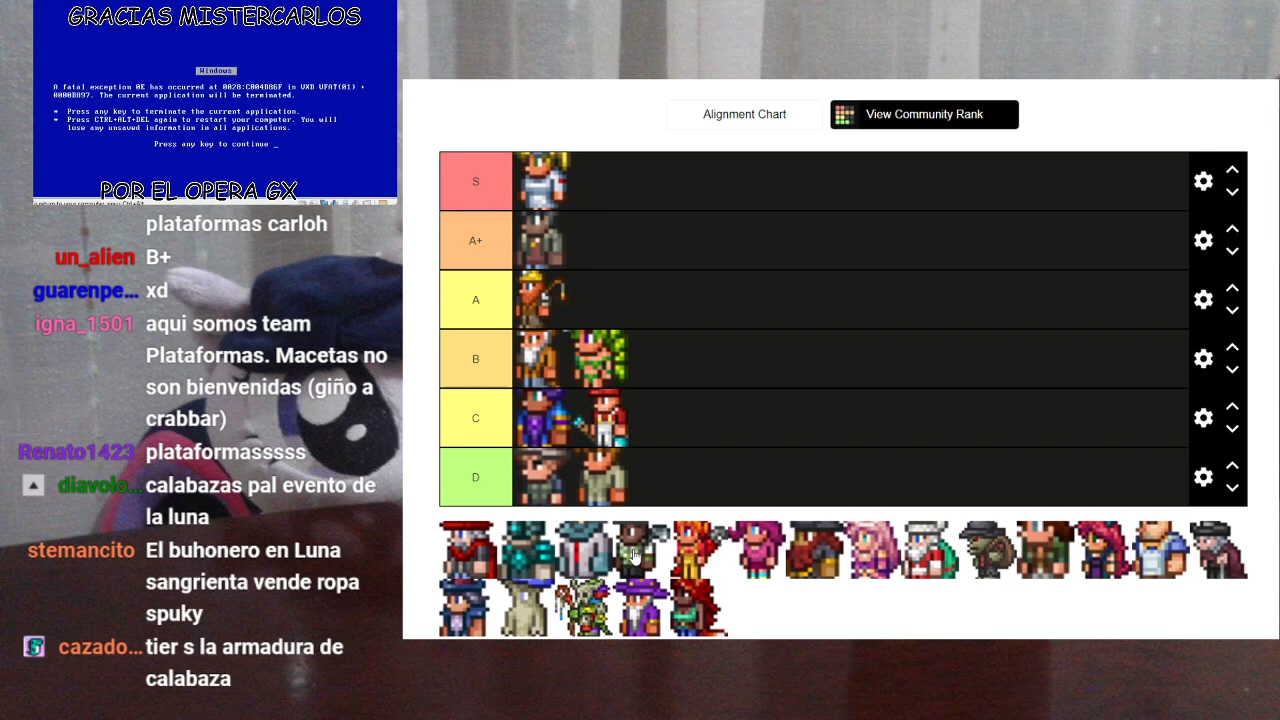 GRACIAS MISTERCARLOS
Windows
A fatal exception 0E has occurred at 0028:C004D86F in VXD VFAT(01) +
0000B897. The current application will be terminated.
* Press any key to terminate the current application.
* Press CTRL+ALT+DEL again to restart your computer. You will
lose any unsaved information in all applications.
Press any key to continue _
POR EL OPERA GX
plataformas carloh
un_alien B+
guarenpe... xd
igna_1501 aqui somos team
Plataformas. Macetas no
son bienvenidas (giño a
crabbar)
Renato1423 plataformasssss
diavolo... calabazas pal evento de
la luna
stemancito El buhonero en Luna
sangrienta vende ropa
spuky
cazado... tier s la armadura de
calabaza
Alignment Chart
View Community Rank
S
A+
A
B
C
D